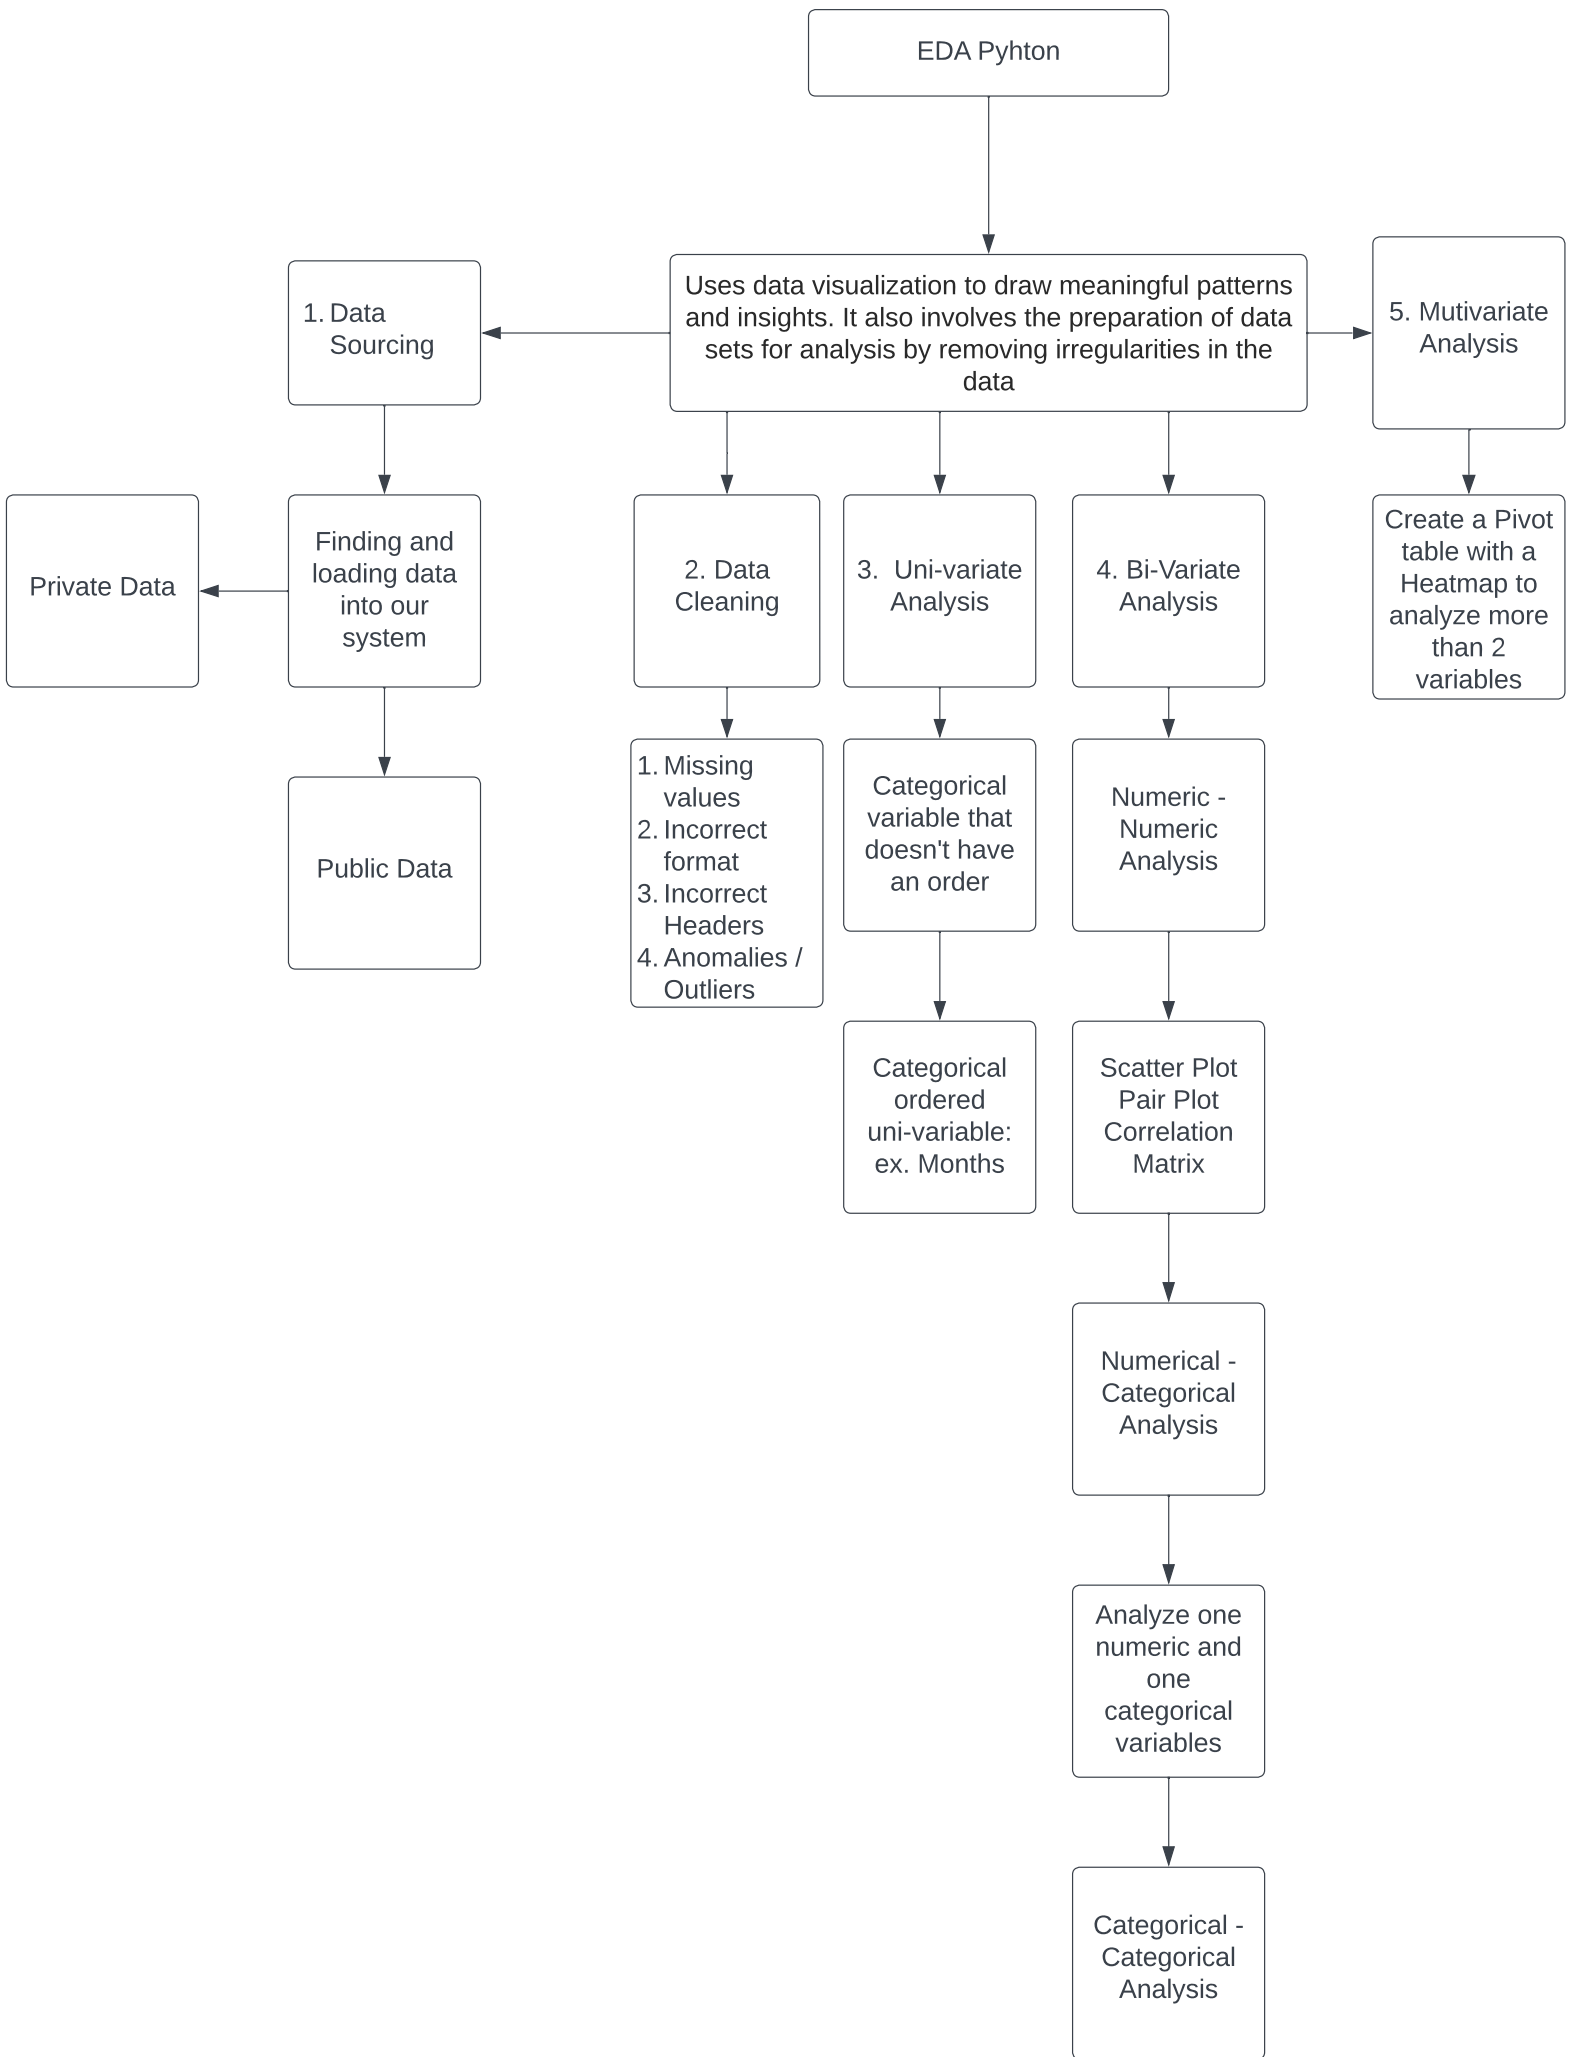 EDA Pyhton
Uses data visualization to draw meaningful patterns
and insights. It also involves the preparation of data
sets for analysis by removing irregularities in the
data
1. Data
Sourcing
5. Mutivariate
Analysis
Private Data
Finding and
loading data
into our
system
2. Data
Cleaning
3.  Uni-variate
Analysis
4. Bi-Variate
Analysis
Create a Pivot
table with a
Heatmap to
analyze more
than 2
variables
Public Data
1. Missing
values
2. Incorrect
format
3. Incorrect
Headers
4. Anomalies /
Outliers
Categorical
variable that
doesn't have
an order
Numeric -
Numeric
Analysis
Categorical
ordered
uni-variable:
ex. Months
Scatter Plot
Pair Plot
Correlation
Matrix
Numerical -
Categorical
Analysis
Analyze one
numeric and
one
categorical
variables
Categorical -
Categorical
Analysis